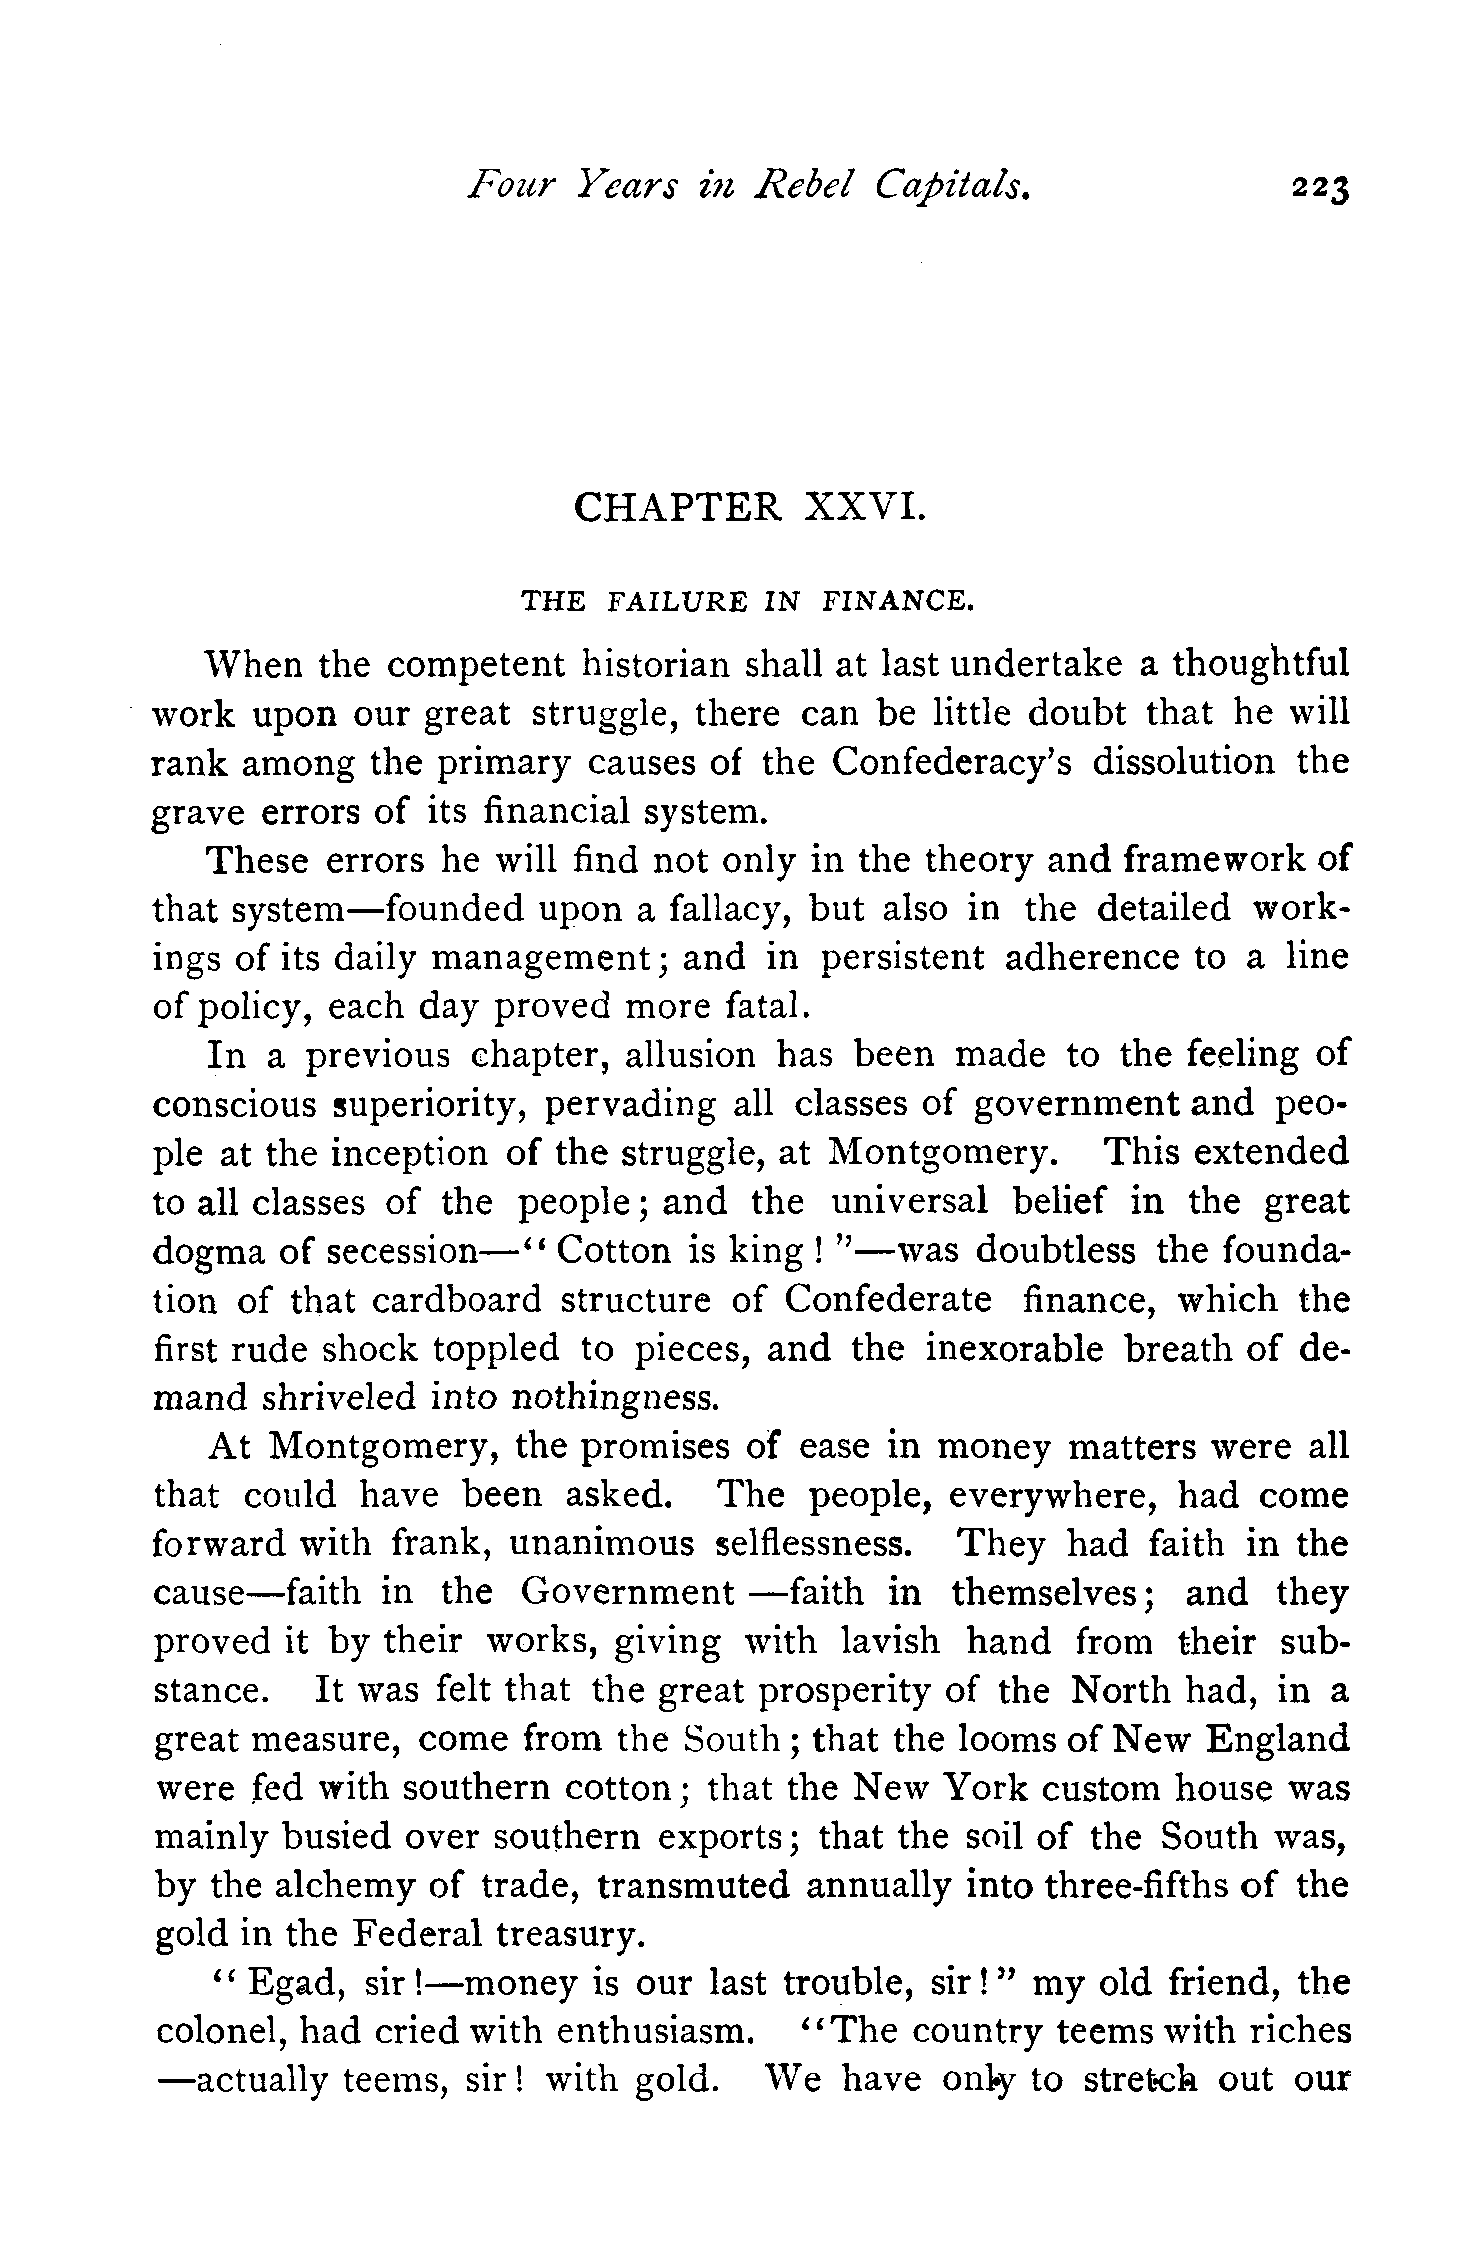 Four Years in Rebel Capitals. 223
CHAPTER XXVI.
THE FAILURE IN FINANCE.
When the competent historian shall at last undertake a thoughtful
work upon our great struggle, there can be little doubt that he will
rank among the primary causes of the Confederacy's dissolution the
grave errors of its financial system.
These errors he will find not only in the theory and framework of
that system—founded upon a fallacy, but also in the detailed work-
ings of its daily management; and in persistent adherence to a line
of policy, each day proved more fatal.
In a previous chapter, allusion has been made to the feeling of
conscious superiority, pervading all classes of government and peo-
ple at the inception of the struggle, at Montgomery. This extended
to all classes of the people; and the universal belief in the great
dogma of secession—"Cotton is king!"—was doubtless the founda-
tion of that cardboard structure of Confederate finance, which the
first rude shock toppled to pieces, and the inexorable breath of de-
mand shriveled into nothingness.
At Montgomery, the promises of ease in money matters were all
that could have been asked. The people, everywhere, had come
forward with frank, unanimous selflessness. They had faith in the
cause—faith in the Government —faith in themselves; and they
proved it by their works, giving with lavish hand from their sub-
stance. It was felt that the great prosperity of the North had, in a
great measure, come from the South; that the looms of New England
were fed with southern cotton; that the New York custom house was
mainly busied over southern exports; that the soil of the South was,
by the alchemy of trade, transmuted annually into three-fifths of the
gold in the Federal treasury.
"Egad, sir!—money is our last trouble, sir!" my old friend, the
colonel, had cried with enthusiasm. "The country teems with riches
—actually teems, sir! with gold. We have only to stretch out our